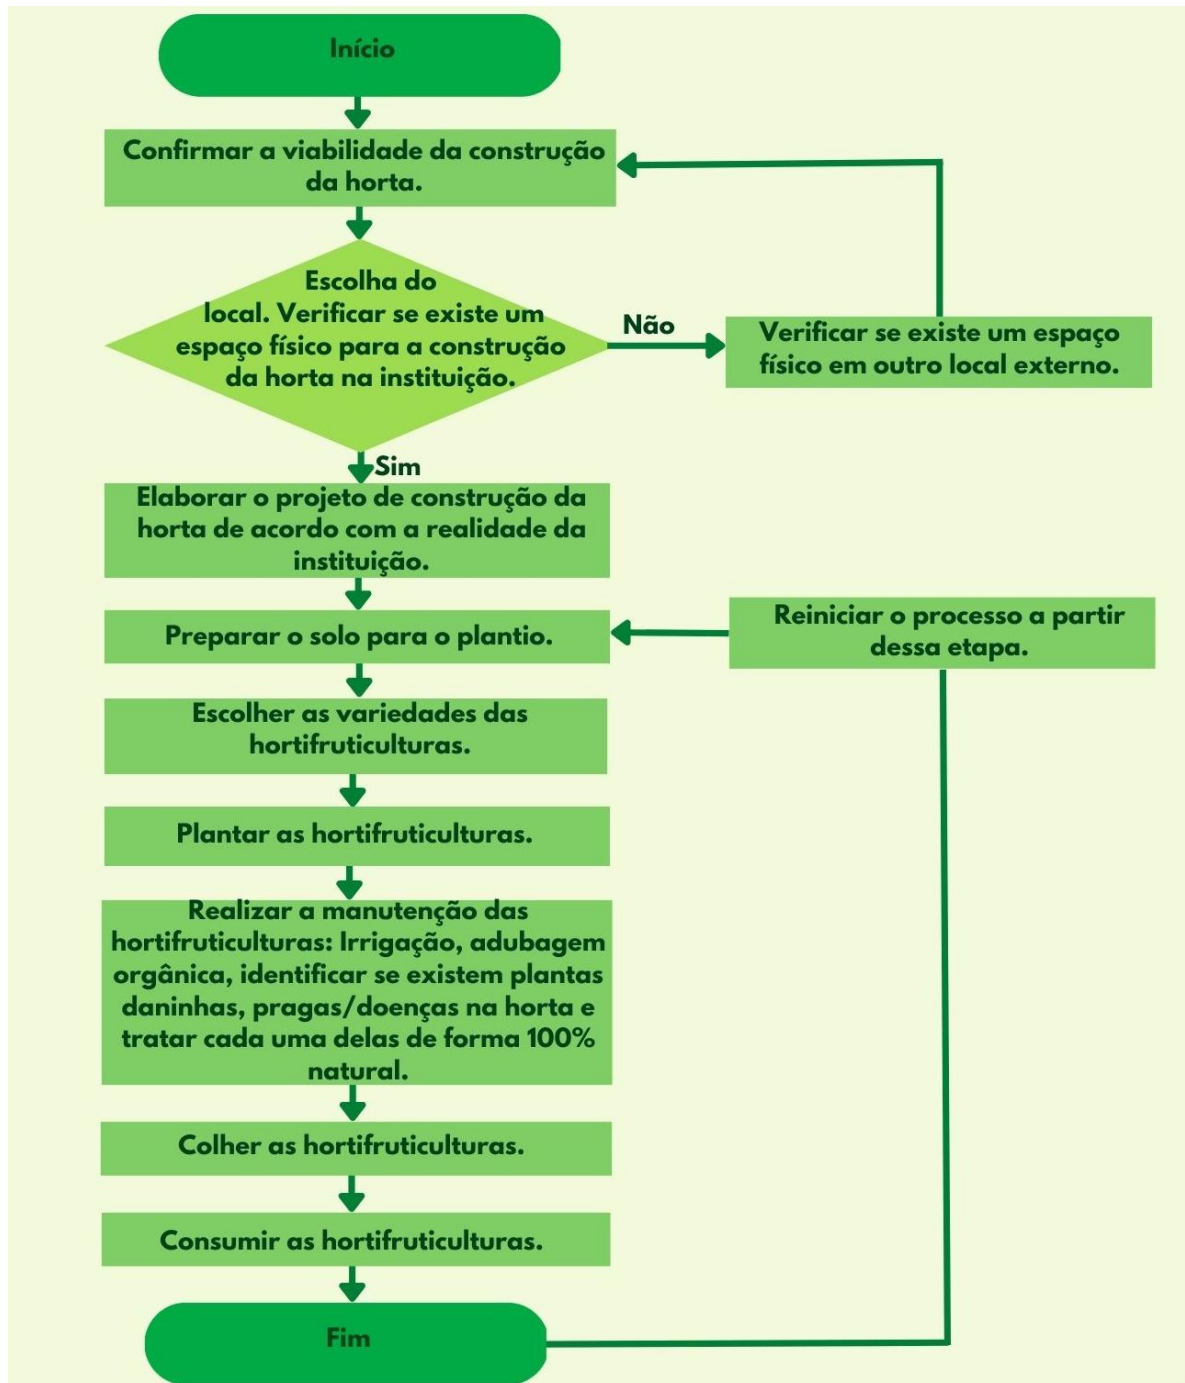 Início
Confirmar a viabilidade da construção
da horta.
Escolha do
local. Verificar se existe um
espaço físico para a construção
da horta na instituição.
Não
Verificar se existe um espaço
físico em outro local externo.
Sim
Elaborar o projeto de construção da
horta de acordo com a realidade da
instituição.
Preparar o solo para o plantio.
Reiniciar o processo a partir
dessa etapa.
Escolher as variedades das
hortifruticulturas.
Plantar as hortifruticulturas.
Realizar a manutenção das
hortifruticulturas: Irrigação, adubagem
orgânica, identificar se existem plantas
daninhas, pragas/doenças na horta e
tratar cada uma delas de forma 100%
natural.
Colher as hortifruticulturas.
Consumir as hortifruticulturas.
Fim